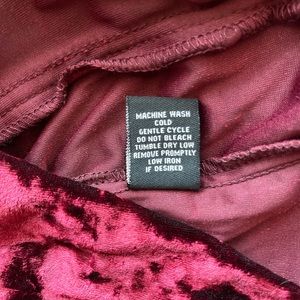 MACHINE WASH
COLD
GENTLE CYCLE
DO NOT BLEACH
TUMBLE DRY LOW
REMOVE PROMPTLY
LOW IRON
IF DESIRED